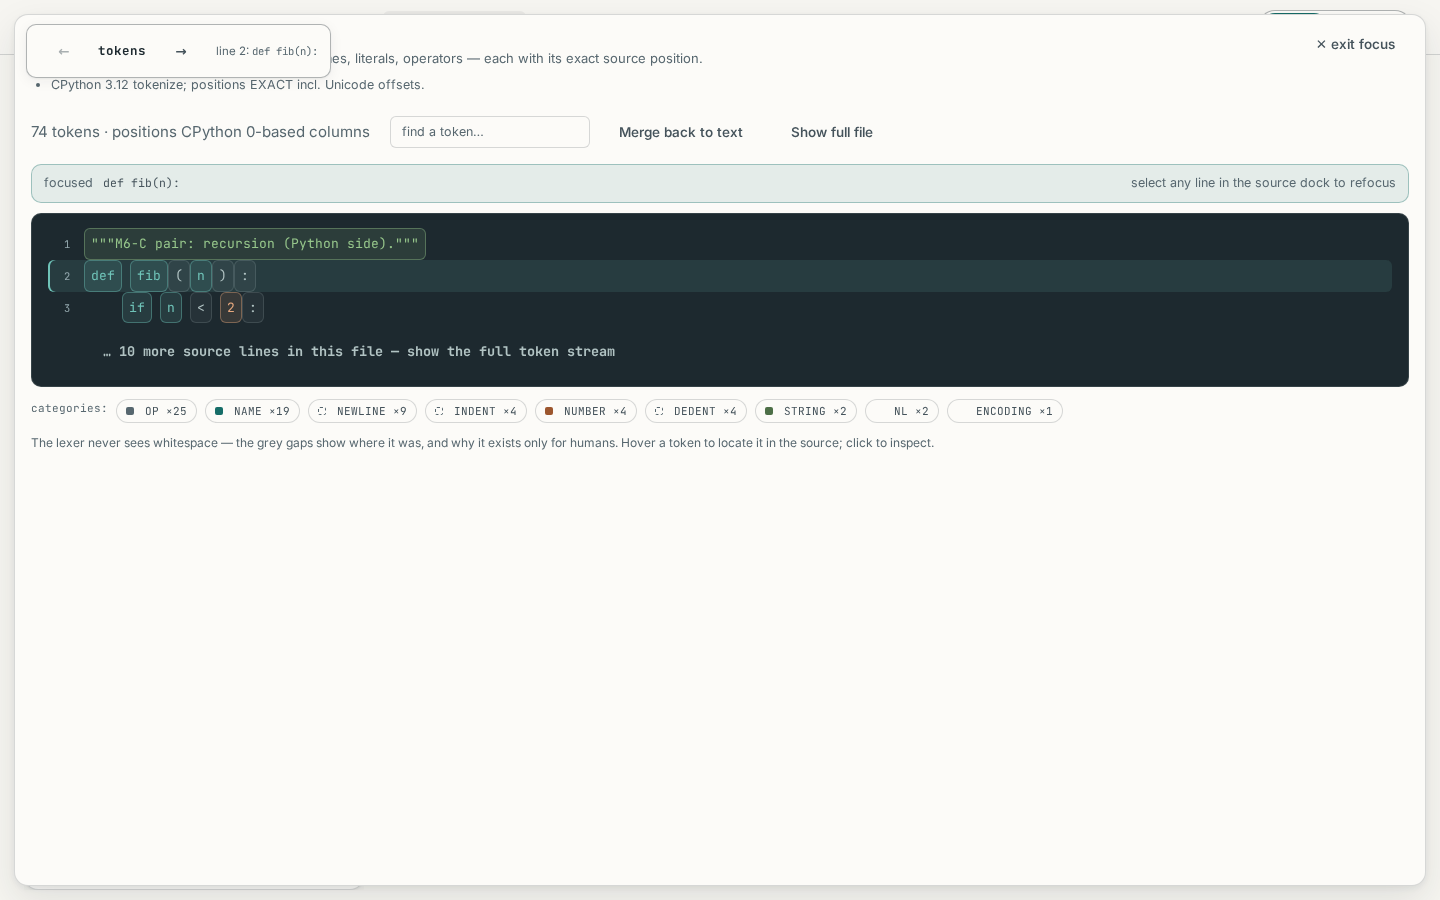 ← tokens → line 2: def fib(n):
✕ exit focus
literals, operators — each with its exact source position.
• CPython 3.12 tokenize; positions EXACT incl. Unicode offsets.
74 tokens · positions CPython 0-based columns
find a token…
Merge back to text
Show full file
focused def fib(n):
select any line in the source dock to refocus
1 """M6-C pair: recursion (Python side)."""
2 def fib ( n ) :
3 if n < 2 :
… 10 more source lines in this file — show the full token stream
categories: OP ×25 NAME ×19 NEWLINE ×9 INDENT ×4 NUMBER ×4 DEDENT ×4 STRING ×2 NL ×2 ENCODING ×1
The lexer never sees whitespace — the grey gaps show where it was, and why it exists only for humans. Hover a token to locate it in the source; click to inspect.